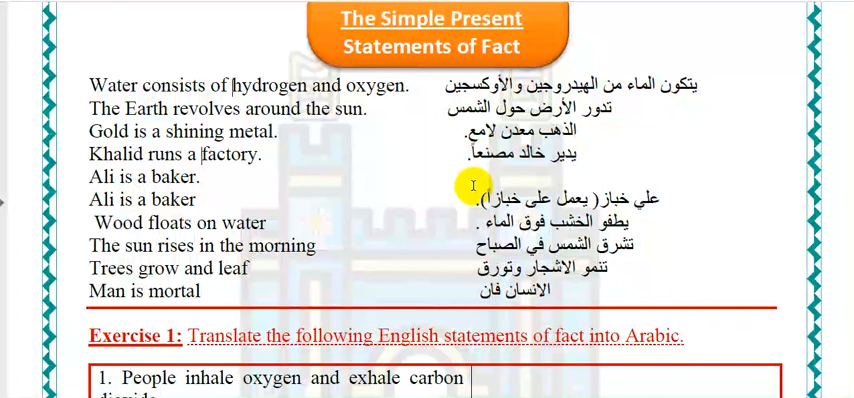 The Simple Present
Statements of Fact
Water consists of hydrogen and oxygen. يتكون الماء من الهيدروجين والأوكسجين
The Earth revolves around the sun. تدور الأرض حول الشمس
Gold is a shining metal. الذهب معدن لامع.
Khalid runs a factory. يدير خالد مصنعاً.
Ali is a baker.
Ali is a baker علي خباز( يعمل على خبازاً).
Wood floats on water يطفو الخشب فوق الماء .
The sun rises in the morning تشرق الشمس في الصباح
Trees grow and leaf تنمو الاشجار وتورق
Man is mortal الانسان فان
Exercise 1: Translate the following English statements of fact into Arabic.
1. People inhale oxygen and exhale carbon
dioxide